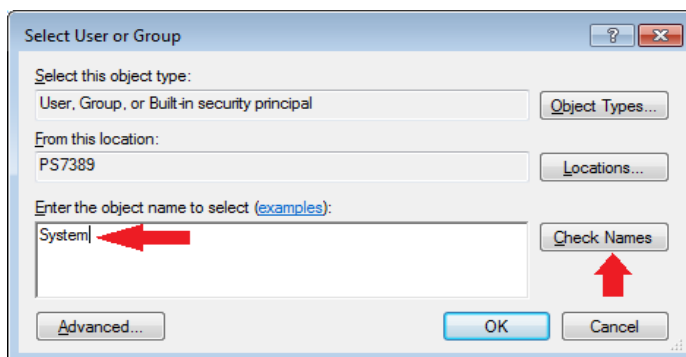 Select User or Group
Select this object type:
User, Group, or Built-in security principal
Object Types...
From this location:
PS7389
Locations...
Enter the object name to select (examples):
System
Check Names
Advanced...
OK
Cancel